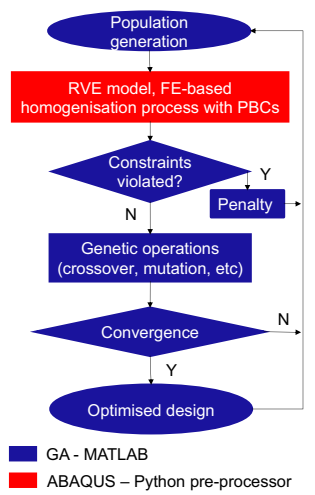 Population
generation
RVE model, FE-based
homogenisation process with PBCs
Constraints
violated?
Y
Penalty
N
Genetic operations
(crossover, mutation, etc)
Convergence
N
Y
Optimised design
GA - MATLAB
ABAQUS – Python pre-processor